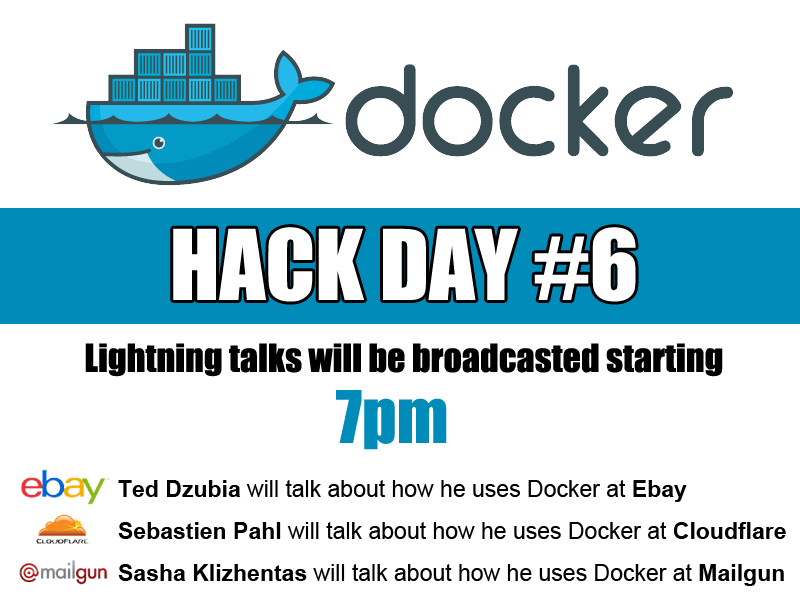 docker
HACK DAY #6
Lightning talks will be broadcasted starting
7pm
ebay Ted Dzubia will talk about how he uses Docker at Ebay
CLOUDFLARE Sebastien Pahl will talk about how he uses Docker at Cloudflare
@mailgun Sasha Klizhentas will talk about how he uses Docker at Mailgun